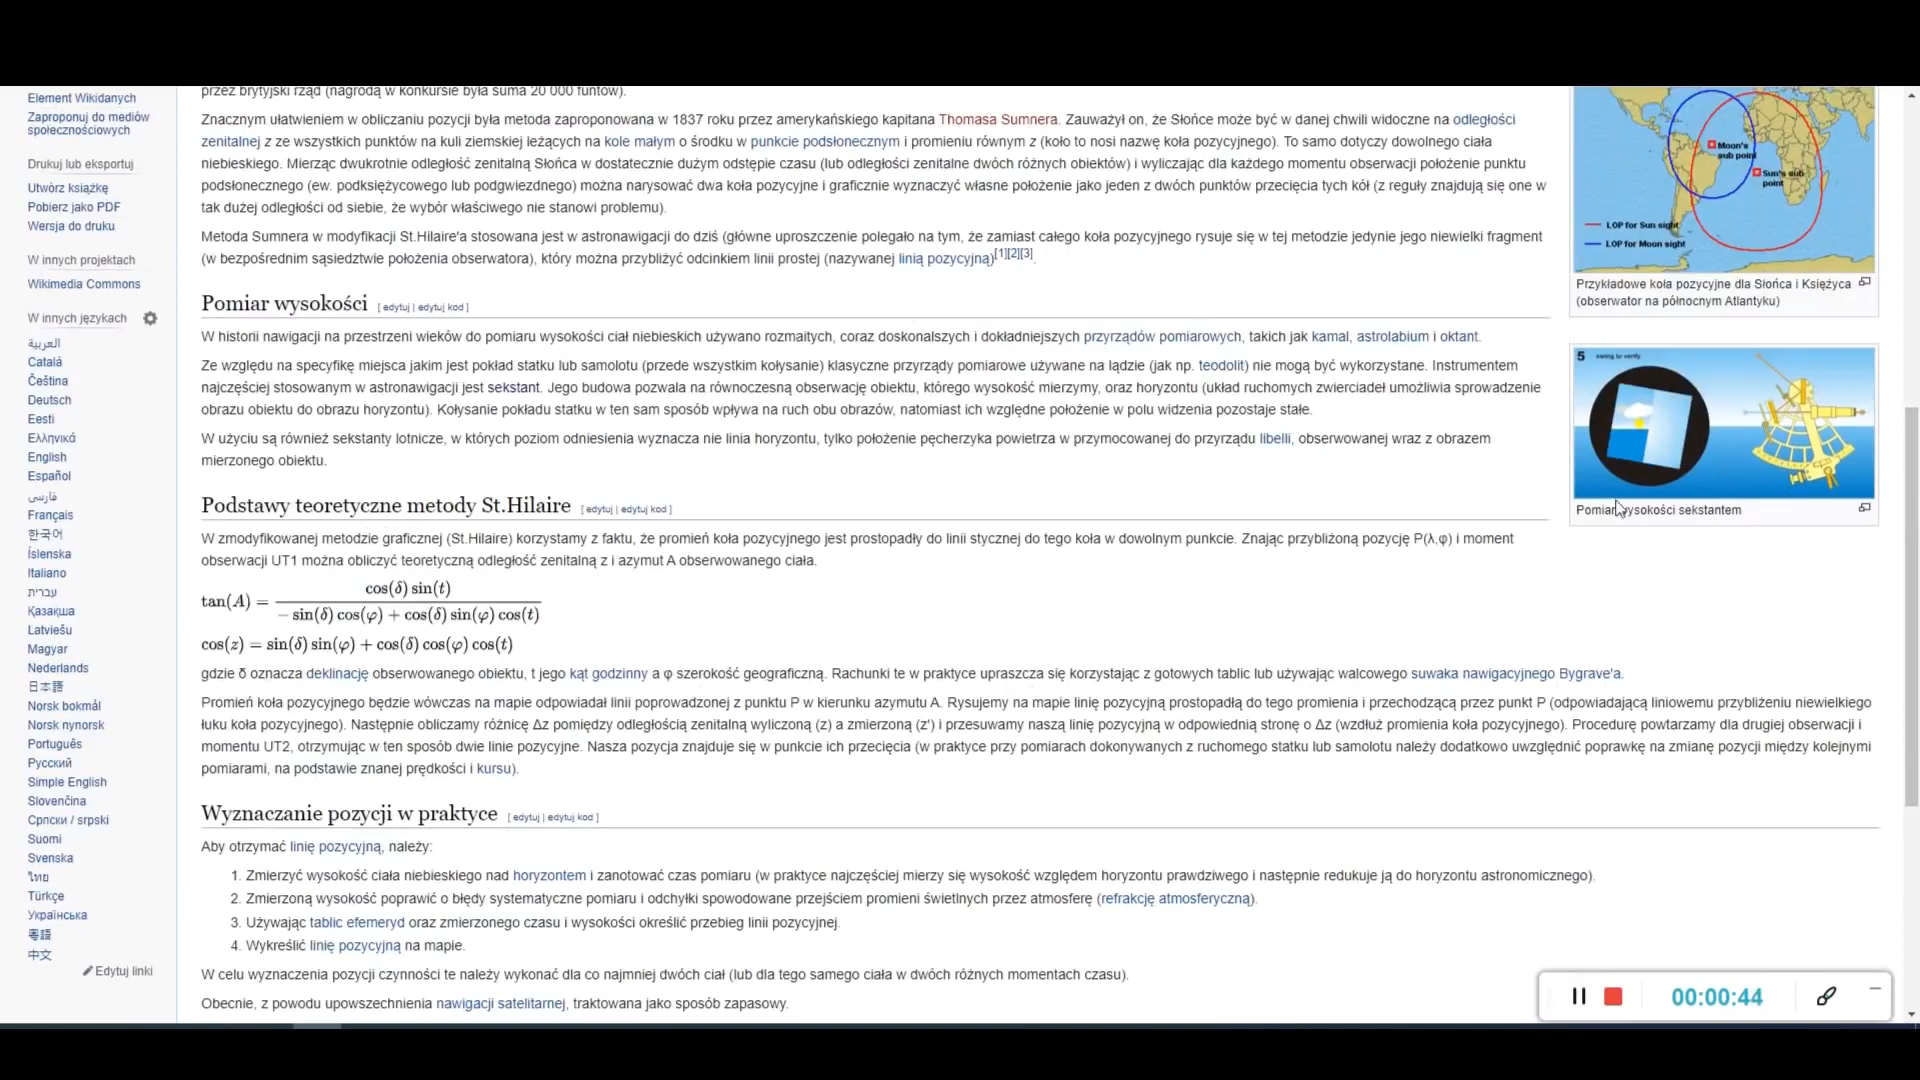 Element Wikidanych
Zaproponuj do mediów
społecznościowych
Drukuj lub eksportuj
Utwórz książkę
Pobierz jako PDF
Wersja do druku
W innych projektach
Wikimedia Commons
W innych językach
العربية
Català
Čeština
Deutsch
Eesti
Ελληνικά
English
Español
فارسی
Français
한국어
Íslenska
Italiano
עברית
Қазақша
Latviešu
Magyar
Nederlands
日本語
Norsk bokmål
Norsk nynorsk
Português
Русский
Simple English
Slovenčina
Српски / srpski
Suomi
Svenska
ไทย
Türkçe
Українська
粵語
中文
Edytuj linki
przez brytyjski rząd (nagrodą w konkursie była suma 20 000 funtów).
Znacznym ułatwieniem w obliczaniu pozycji była metoda zaproponowana w 1837 roku przez amerykańskiego kapitana Thomasa Sumnera. Zauważył on, że Słońce może być w danej chwili widoczne na odległości
zenitalnej z ze wszystkich punktów na kuli ziemskiej leżących na kole małym o środku w punkcie podsłonecznym i promieniu równym z (koło to nosi nazwę koła pozycyjnego). To samo dotyczy dowolnego ciała
niebieskiego. Mierząc dwukrotnie odległość zenitalną Słońca w dostatecznie dużym odstępie czasu (lub odległości zenitalne dwóch różnych obiektów) i wyliczając dla każdego momentu obserwacji położenie punktu
podsłonecznego (ew. podksiężycowego lub podgwiezdnego) można narysować dwa koła pozycyjne i graficznie wyznaczyć własne położenie jako jeden z dwóch punktów przecięcia tych kół (z reguły znajdują się one w
tak dużej odległości od siebie, że wybór właściwego nie stanowi problemu).
Metoda Sumnera w modyfikacji St.Hilaire'a stosowana jest w astronawigacji do dziś (główne uproszczenie polegało na tym, że zamiast całego koła pozycyjnego rysuje się w tej metodzie jedynie jego niewielki fragment
(w bezpośrednim sąsiedztwie położenia obserwatora), który można przybliżyć odcinkiem linii prostej (nazywanej linią pozycyjną)[1][2][3].
Pomiar wysokości [ edytuj | edytuj kod ]
W historii nawigacji na przestrzeni wieków do pomiaru wysokości ciał niebieskich używano rozmaitych, coraz doskonalszych i dokładniejszych przyrządów pomiarowych, takich jak kamal, astrolabium i oktant.
Ze względu na specyfikę miejsca jakim jest pokład statku lub samolotu (przede wszystkim kołysanie) klasyczne przyrządy pomiarowe używane na lądzie (jak np. teodolit) nie mogą być wykorzystane. Instrumentem
najczęściej stosowanym w astronawigacji jest sekstant. Jego budowa pozwala na równoczesną obserwację obiektu, którego wysokość mierzymy, oraz horyzontu (układ ruchomych zwierciadeł umożliwia sprowadzenie
obrazu obiektu do obrazu horyzontu). Kołysanie pokładu statku w ten sam sposób wpływa na ruch obu obrazów, natomiast ich względne położenie w polu widzenia pozostaje stałe.
W użyciu są również sekstanty lotnicze, w których poziom odniesienia wyznacza nie linia horyzontu, tylko położenie pęcherzyka powietrza w przymocowanej do przyrządu libelli, obserwowanej wraz z obrazem
mierzonego obiektu.
Podstawy teoretyczne metody St.Hilaire [ edytuj | edytuj kod ]
W zmodyfikowanej metodzie graficznej (St.Hilaire) korzystamy z faktu, że promień koła pozycyjnego jest prostopadły do linii stycznej do tego koła w dowolnym punkcie. Znając przybliżoną pozycję P(λ,φ) i moment
obserwacji UT1 można obliczyć teoretyczną odległość zenitalną z i azymut A obserwowanego ciała.
tan(A) = cos(δ) sin(t) / − sin(δ) cos(φ) + cos(δ) sin(φ) cos(t)
cos(z) = sin(δ) sin(φ) + cos(δ) cos(φ) cos(t)
gdzie δ oznacza deklinację obserwowanego obiektu, t jego kąt godzinny a φ szerokość geograficzną. Rachunki te w praktyce upraszcza się korzystając z gotowych tablic lub używając walcowego suwaka nawigacyjnego Bygrave'a.
Promień koła pozycyjnego będzie wówczas na mapie odpowiadał linii poprowadzonej z punktu P w kierunku azymutu A. Rysujemy na mapie linię pozycyjną prostopadłą do tego promienia i przechodzącą przez punkt P (odpowiadającą liniowemu przybliżeniu niewielkiego
łuku koła pozycyjnego). Następnie obliczamy różnicę Δz pomiędzy odległością zenitalną wyliczoną (z) a zmierzoną (z') i przesuwamy naszą linię pozycyjną w odpowiednią stronę o Δz (wzdłuż promienia koła pozycyjnego). Procedurę powtarzamy dla drugiej obserwacji i
momentu UT2, otrzymując w ten sposób dwie linie pozycyjne. Nasza pozycja znajduje się w punkcie ich przecięcia (w praktyce przy pomiarach dokonywanych z ruchomego statku lub samolotu należy dodatkowo uwzględnić poprawkę na zmianę pozycji między kolejnymi
pomiarami, na podstawie znanej prędkości i kursu).
Wyznaczanie pozycji w praktyce [ edytuj | edytuj kod ]
Aby otrzymać linię pozycyjną, należy:
1. Zmierzyć wysokość ciała niebieskiego nad horyzontem i zanotować czas pomiaru (w praktyce najczęściej mierzy się wysokość względem horyzontu prawdziwego i następnie redukuje ją do horyzontu astronomicznego).
2. Zmierzoną wysokość poprawić o błędy systematyczne pomiaru i odchyłki spowodowane przejściem promieni świetlnych przez atmosferę (refrakcję atmosferyczną).
3. Używając tablic efemeryd oraz zmierzonego czasu i wysokości określić przebieg linii pozycyjnej.
4. Wykreślić linię pozycyjną na mapie.
W celu wyznaczenia pozycji czynności te należy wykonać dla co najmniej dwóch ciał (lub dla tego samego ciała w dwóch różnych momentach czasu).
Obecnie, z powodu upowszechnienia nawigacji satelitarnej, traktowana jako sposób zapasowy.
Moon's
sub point
Sun's sub
point
LOP for Sun sight
LOP for Moon sight
Przykładowe koła pozycyjne dla Słońca i Księżyca
(obserwator na północnym Atlantyku)
5 swing to verify
Pomiar wysokości sekstantem
00:00:44